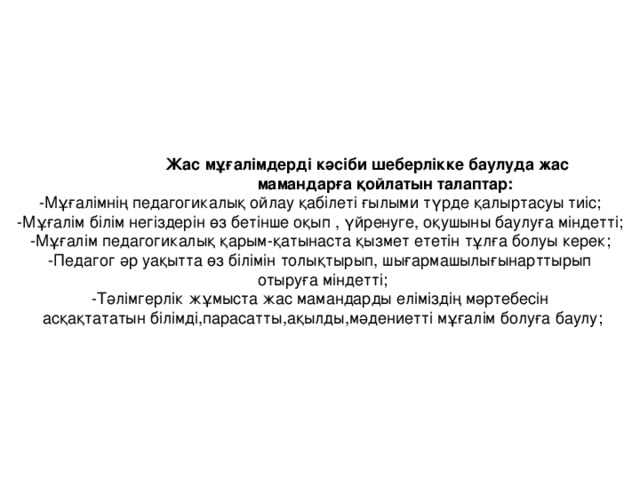 Жас мұғалімдерді кәсіби шеберлікке баулуда жас
мамандарға қойлатын талаптар:
-Мұғалімнің педагогикалық ойлау қабілеті ғылыми түрде қалыртасуы тиіс;
-Мұғалім білім негіздерін өз бетінше оқып , үйренуге, оқушыны баулуға міндетті;
-Мұғалім педагогикалық қарым-қатынаста қызмет ететін тұлға болуы керек;
-Педагог әр уақытта өз білімін толықтырып, шығармашылығынарттырып
отыруға міндетті;
-Тәлімгерлік жұмыста жас мамандарды еліміздің мәртебесін
асқақтататын білімді,парасатты,ақылды,мәдениетті мұғалім болуға баулу;